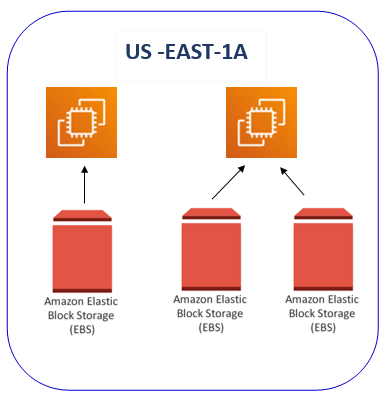 US -EAST-1A
Amazon Elastic
Block Storage
(EBS)
Amazon Elastic
Block Storage
(EBS)
Amazon Elastic
Block Storage
(EBS)